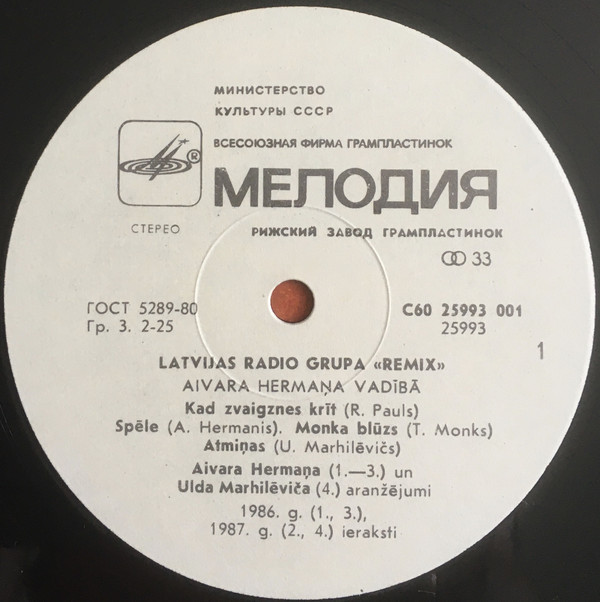 МИНИСТЕРСТВО
КУЛЬТУРЫ СССР
ВСЕСОЮЗНАЯ ФИРМА ГРАМПЛАСТИНОК
®
МЕЛОДИЯ
СТЕРЕО
РИЖСКИЙ ЗАВОД ГРАМПЛАСТИНОК
33
ГОСТ 5289-80
С60 25993 001
Гр. 3. 2-25
25993
1
LATVIJAS RADIO GRUPA «REMIX»
AIVARA HERMAŅA VADĪBĀ
Kad zvaigznes krīt (R. Pauls)
Spēle (A. Hermanis). Monka blūzs (T. Monks)
Atmiņas (U. Marhilēvičs)
Aivara Hermaņa (1.—3.) un
Ulda Marhilēviča (4.) aranžējumi
1986. g. (1., 3.),
1987. g. (2., 4.) ieraksti